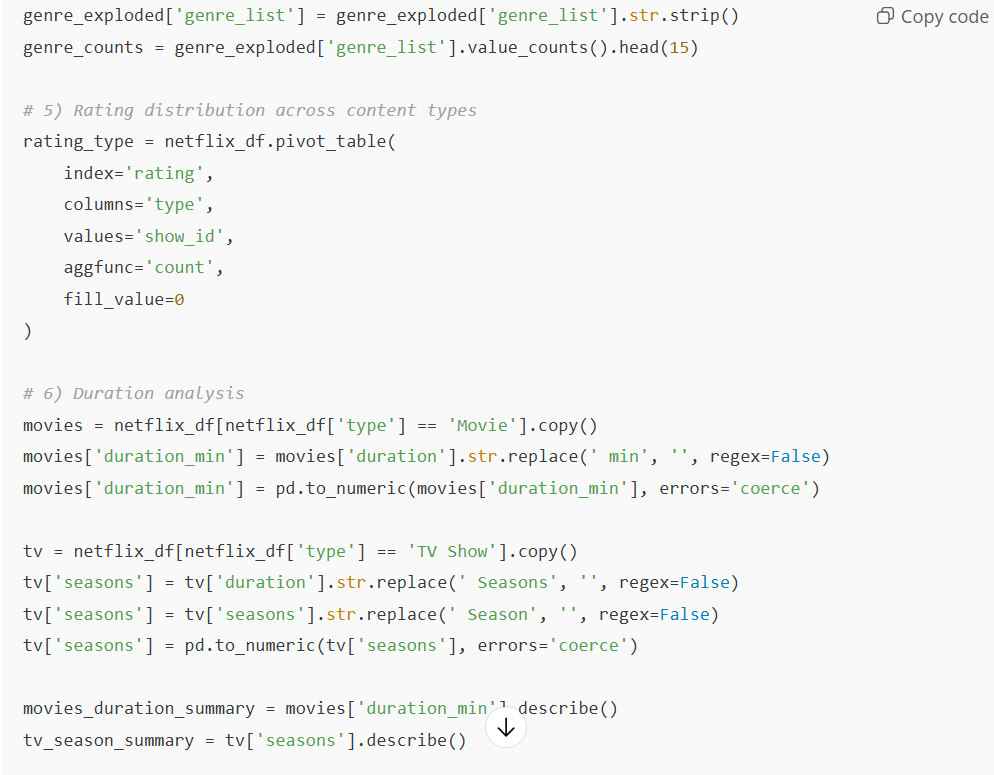 genre_exploded['genre_list'] = genre_exploded['genre_list'].str.strip()
Copy code
genre_counts = genre_exploded['genre_list'].value_counts().head(15)
# 5) Rating distribution across content types
rating_type = netflix_df.pivot_table(
    index='rating',
    columns='type',
    values='show_id',
    aggfunc='count',
    fill_value=0
)
# 6) Duration analysis
movies = netflix_df[netflix_df['type'] == 'Movie'].copy()
movies['duration_min'] = movies['duration'].str.replace(' min', '', regex=False)
movies['duration_min'] = pd.to_numeric(movies['duration_min'], errors='coerce')
tv = netflix_df[netflix_df['type'] == 'TV Show'].copy()
tv['seasons'] = tv['duration'].str.replace(' Seasons', '', regex=False)
tv['seasons'] = tv['seasons'].str.replace(' Season', '', regex=False)
tv['seasons'] = pd.to_numeric(tv['seasons'], errors='coerce')
movies_duration_summary = movies['duration_min'].describe()
tv_season_summary = tv['seasons'].describe()